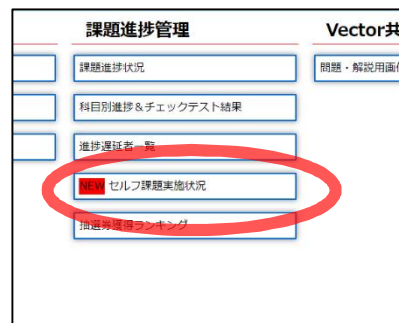 課題進捗管理
Vector共
課題進捗状況
問題・解説用画像
科目別進捗＆チェックテスト結果
進捗遅延者一覧
NEW セルフ課題実施状況
抽選券獲得ランキング